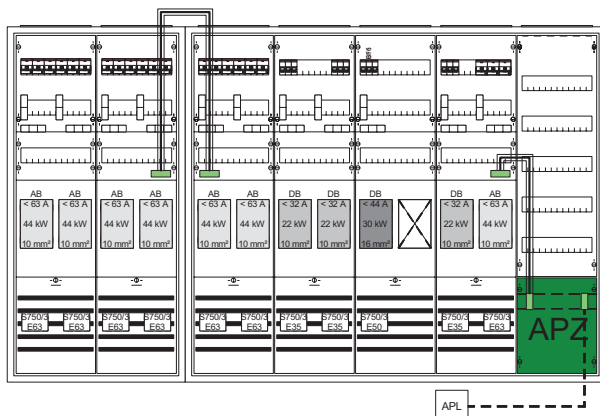 AB AB AB AB AB AB DB DB DB DB AB
< 63 A < 63 A < 63 A < 63 A < 63 A < 63 A < 32 A < 32 A < 44 A < 32 A < 63 A
44 kW 44 kW 44 kW 44 kW 44 kW 44 kW 22 kW 22 kW 30 kW 22 kW 44 kW
10 mm² 10 mm² 10 mm² 10 mm² 10 mm² 10 mm² 10 mm² 10 mm² 16 mm² 10 mm² 10 mm²
S750/3 S750/3 S750/3 S750/3 S750/3 S750/3 S750/3 S750/3 S750/3 S750/3 S750/3
E63 E63 E63 E63 E63 E63 E35 E35 E50 E35 E63
APZ
APL